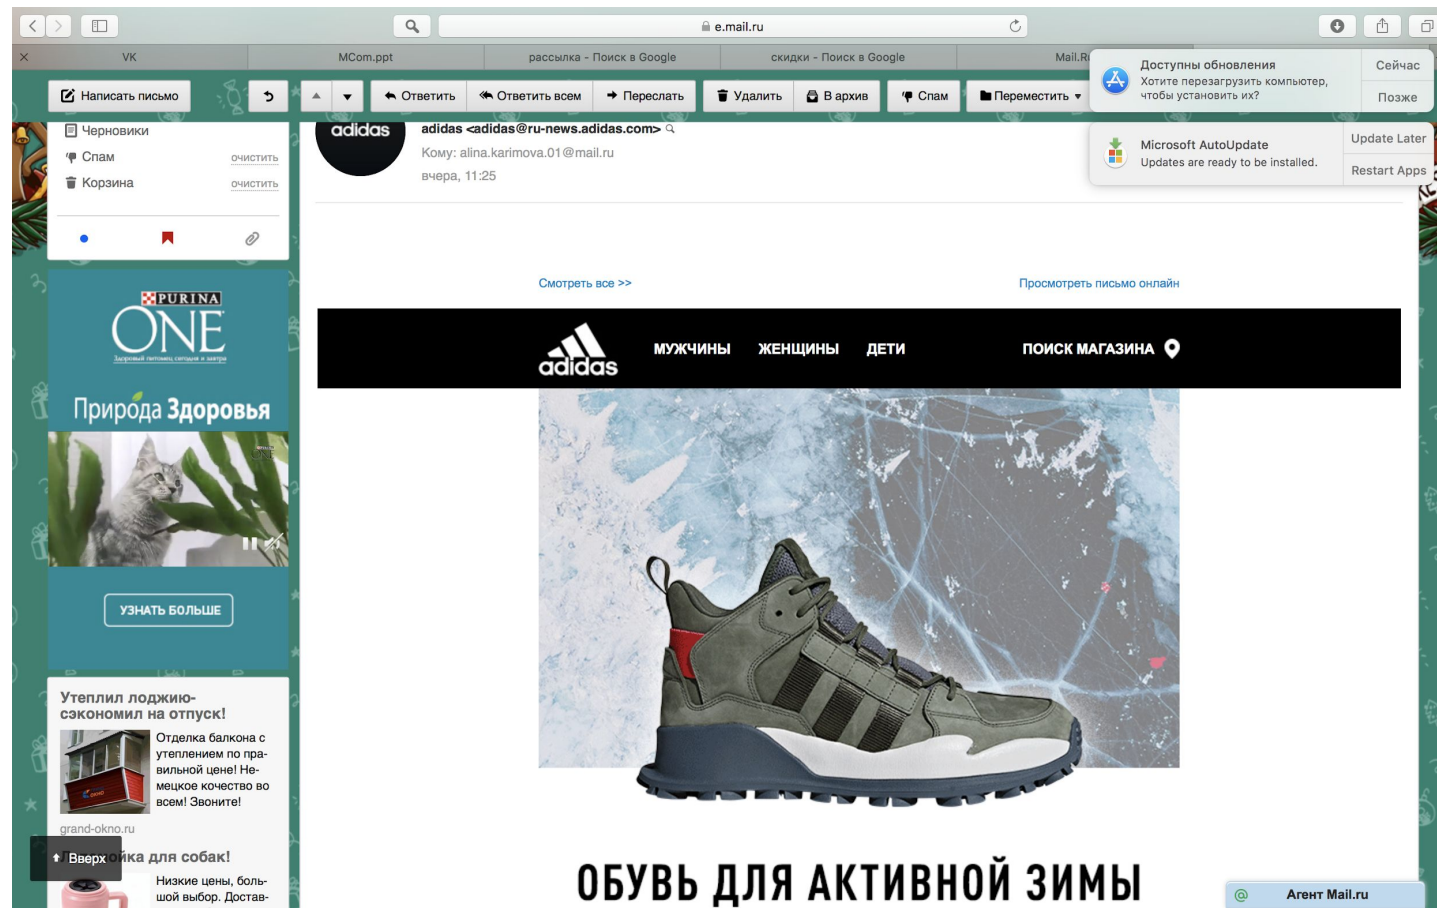 e.mail.ru
VK
MCom.ppt
рассылка - Поиск в Google
скидки - Поиск в Google
Доступны обновления
Хотите перезагрузить компьютер,
чтобы установить их?
Сейчас
Позже
Написать письмо
Ответить
Ответить всем
Переслать
Удалить
В архив
Спам
Переместить
Microsoft AutoUpdate
Updates are ready to be installed.
Update Later
Restart Apps
Черновики
Спам
очистить
Корзина
очистить
adidas
adidas <adidas@ru-news.adidas.com>
Кому: alina.karimova.01@mail.ru
вчера, 11:25
Смотреть все >>
Просмотреть письмо онлайн
adidas
МУЖЧИНЫ
ЖЕНЩИНЫ
ДЕТИ
ПОИСК МАГАЗИНА
PURINA
ONE
Здоровый питомец сегодня и завтра
Природа Здоровья
УЗНАТЬ БОЛЬШЕ
Утеплил лоджию-
сэкономил на отпуск!
Отделка балкона с
утеплением по пра-
вильной цене! Не-
мецкое кочество во
всем! Звоните!
grand-okno.ru
Вверх
для собак!
Низкие цены, боль-
шой выбор. Достав-
ОБУВЬ ДЛЯ АКТИВНОЙ ЗИМЫ
Агент Mail.ru